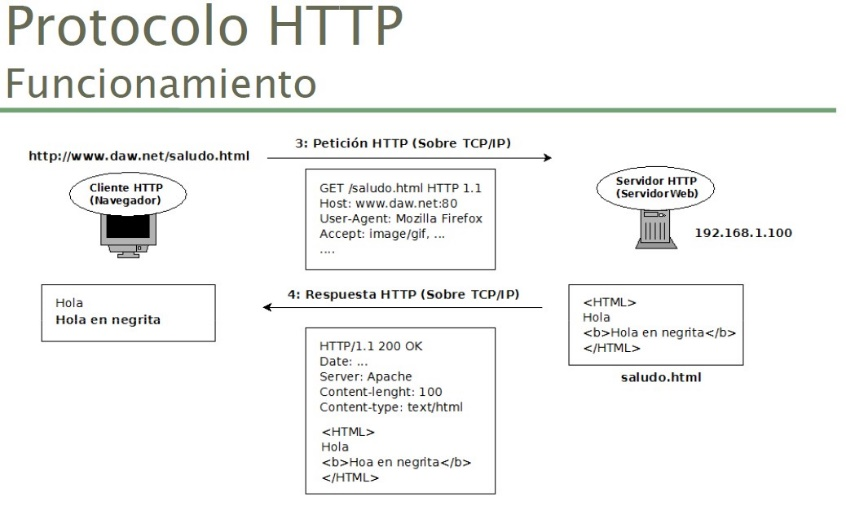 Protocolo HTTP
Funcionamiento
http://www.daw.net/saludo.html
3: Petición HTTP (Sobre TCP/IP)
Cliente HTTP
(Navegador)
GET /saludo.html HTTP 1.1
Host: www.daw.net:80
User-Agent: Mozilla Firefox
Accept: image/gif, ...
....
Servidor HTTP
(ServidorWeb)
192.168.1.100
Hola
Hola en negrita
4: Respuesta HTTP (Sobre TCP/IP)
<HTML>
Hola
<b>Hola en negrita</b>
</HTML>
saludo.html
HTTP/1.1 200 OK
Date: ...
Server: Apache
Content-lenght: 100
Content-type: text/html
<HTML>
Hola
<b>Hoa en negrita</b>
</HTML>